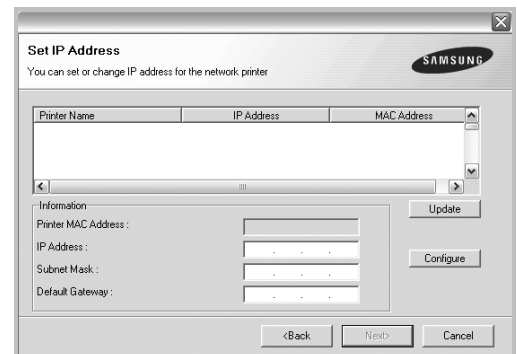 Set IP Address
You can set or change IP address for the network printer
SAMSUNG
Printer Name IP Address MAC Address
Information
Update
Printer MAC Address :
IP Address :
Configure
Subnet Mask :
Default Gateway :
<Back Next> Cancel